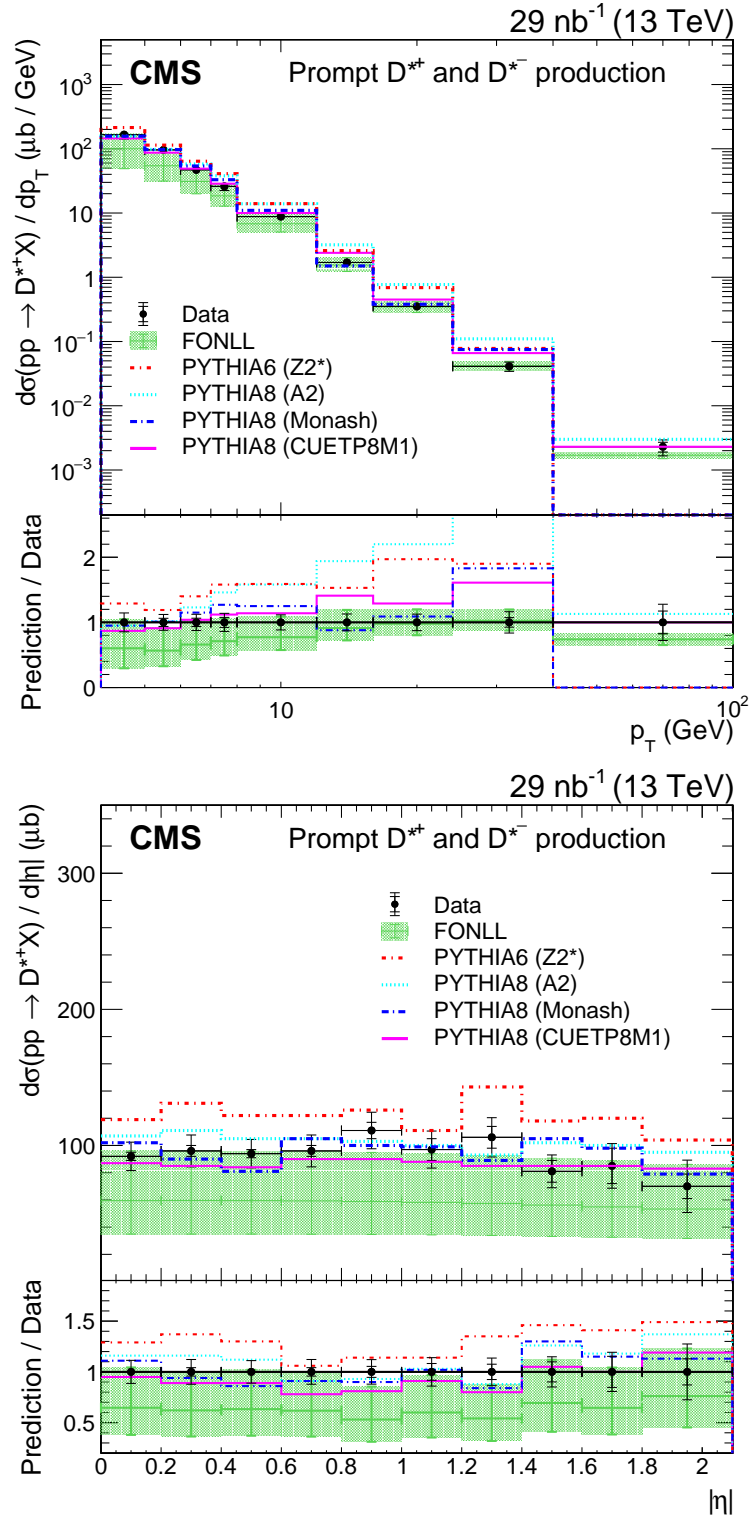 29 nb⁻¹ (13 TeV)
CMS Prompt D*⁺ and D*⁻ production
dσ(pp → D*⁺X) / dp_T (μb / GeV)
10³
10²
10
1
10⁻¹
10⁻²
10⁻³
Data
FONLL
PYTHIA6 (Z2*)
PYTHIA8 (A2)
PYTHIA8 (Monash)
PYTHIA8 (CUETP8M1)
Prediction / Data
2
1
0
10 10²
p_T (GeV)
29 nb⁻¹ (13 TeV)
CMS Prompt D*⁺ and D*⁻ production
dσ(pp → D*⁺X) / d|η| (μb)
300
200
100
Data
FONLL
PYTHIA6 (Z2*)
PYTHIA8 (A2)
PYTHIA8 (Monash)
PYTHIA8 (CUETP8M1)
Prediction / Data
1.5
1
0.5
0 0.2 0.4 0.6 0.8 1 1.2 1.4 1.6 1.8 2
|η|